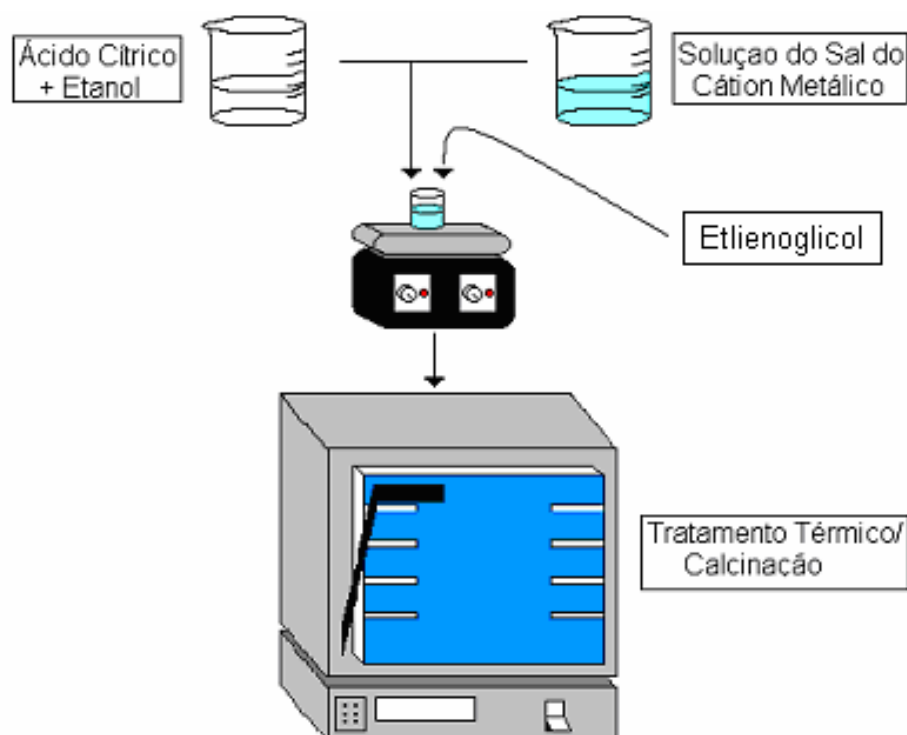 Ácido Cítrico
+ Etanol
Soluçao do Sal do
Cátion Metálico
Etlienoglicol
Tratamento Térmico/
Calcinação